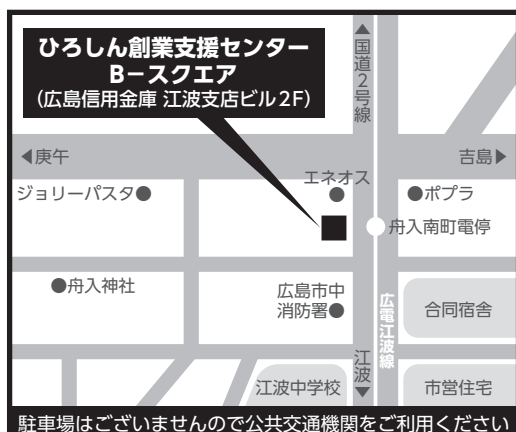 ひろしん創業支援センター
B－スクエア
(広島信用金庫 江波支店ビル2F)
▲国道2号線
◀庚午
吉島▶
エネオス
ジョリーパスタ●
●ポプラ
舟入南町電停
●舟入神社
広島市中
消防署●
広電江波線
合同宿舎
江波▼
江波中学校
市営住宅
駐車場はございませんので公共交通機関をご利用ください